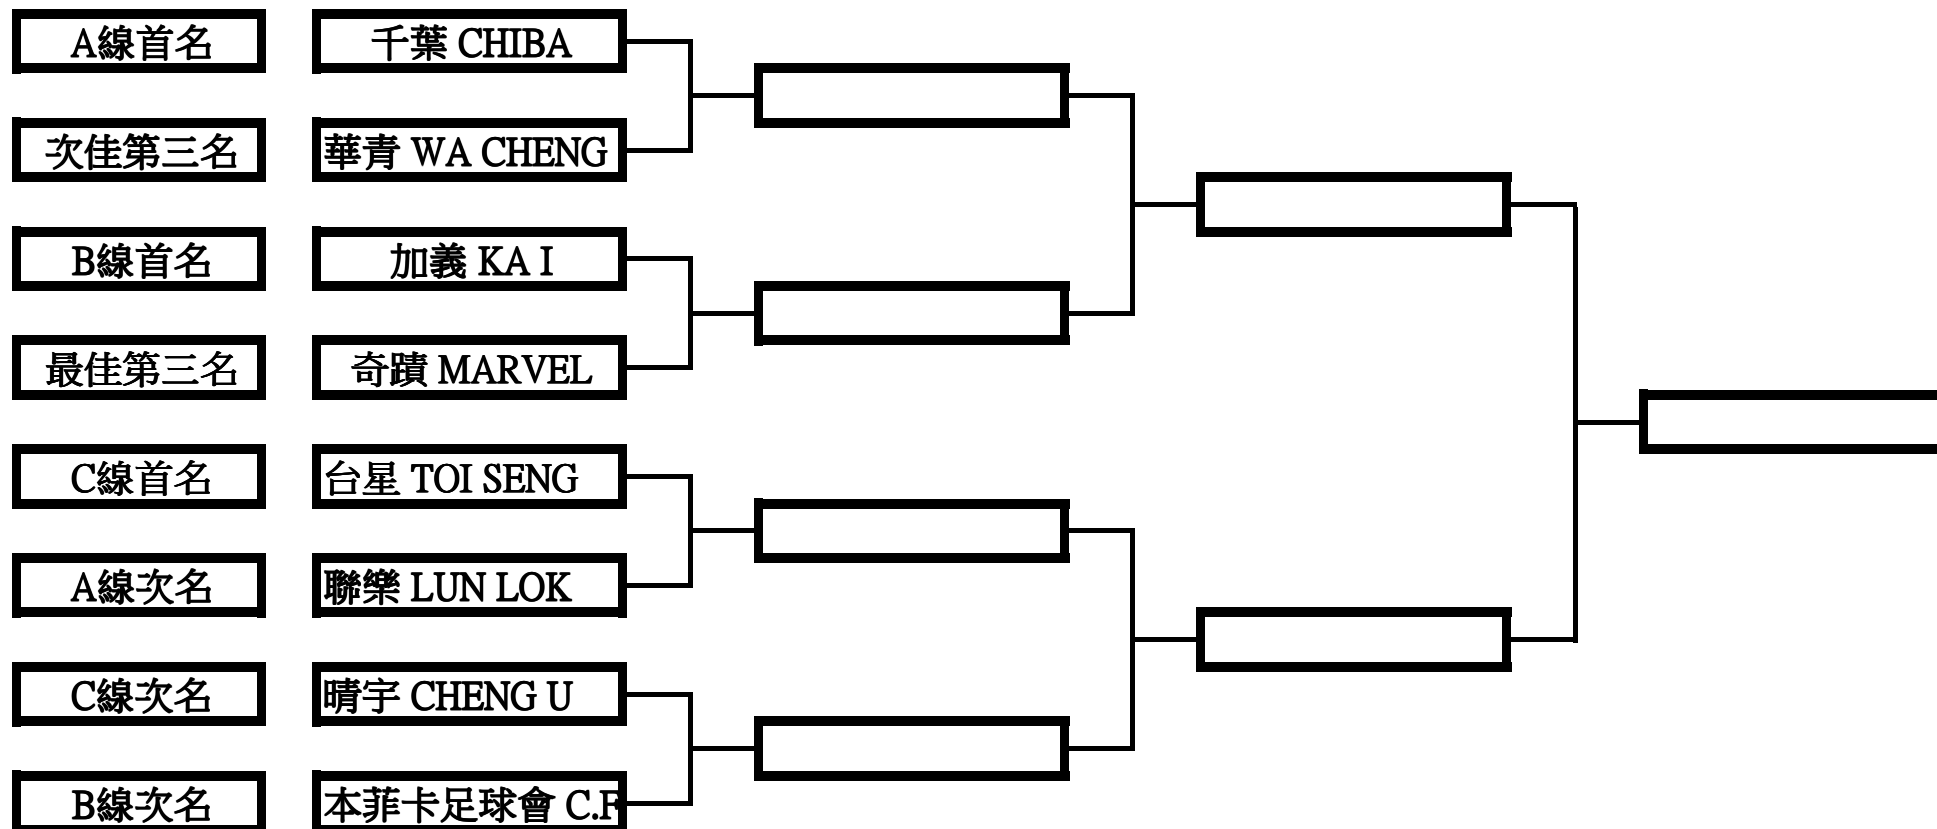 A線首名 千葉 CHIBA
次佳第三名 華青 WA CHENG
B線首名 加義 KA I
最佳第三名 奇蹟 MARVEL
C線首名 台星 TOI SENG
A線次名 聯樂 LUN LOK
C線次名 晴宇 CHENG U
B線次名 本菲卡足球會 C.F